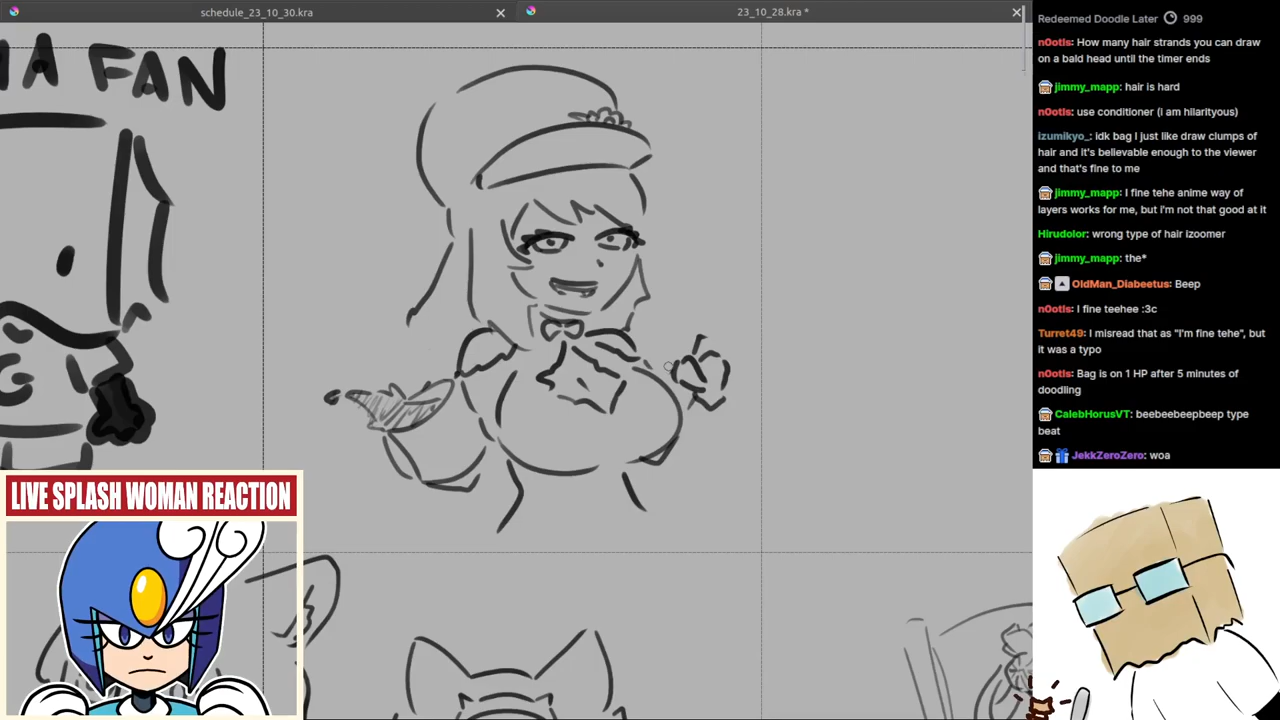 schedule_23_10_30.kra
23_10_28.kra *
FAN
LIVE SPLASH WOMAN REACTION
Redeemed Doodle Later 999
n0otls: How many hair strands you can draw
on a bald head until the timer ends
jimmy_mapp: hair is hard
n0otls: use conditioner (i am hilarityous)
izumikyo_: idk bag I just like draw clumps of
hair and it's believable enough to the viewer
and that's fine to me
jimmy_mapp: I fine tehe anime way of
layers works for me, but i'm not that good at it
Hirudolor: wrong type of hair izoomer
jimmy_mapp: the*
OldMan_Diabeetus: Beep
n0otls: I fine teehee :3c
Turret49: I misread that as "I'm fine tehe", but
it was a typo
n0otls: Bag is on 1 HP after 5 minutes of
doodling
CalebHorusVT: beebeebeepbeep type
beat
JekkZeroZero: woa